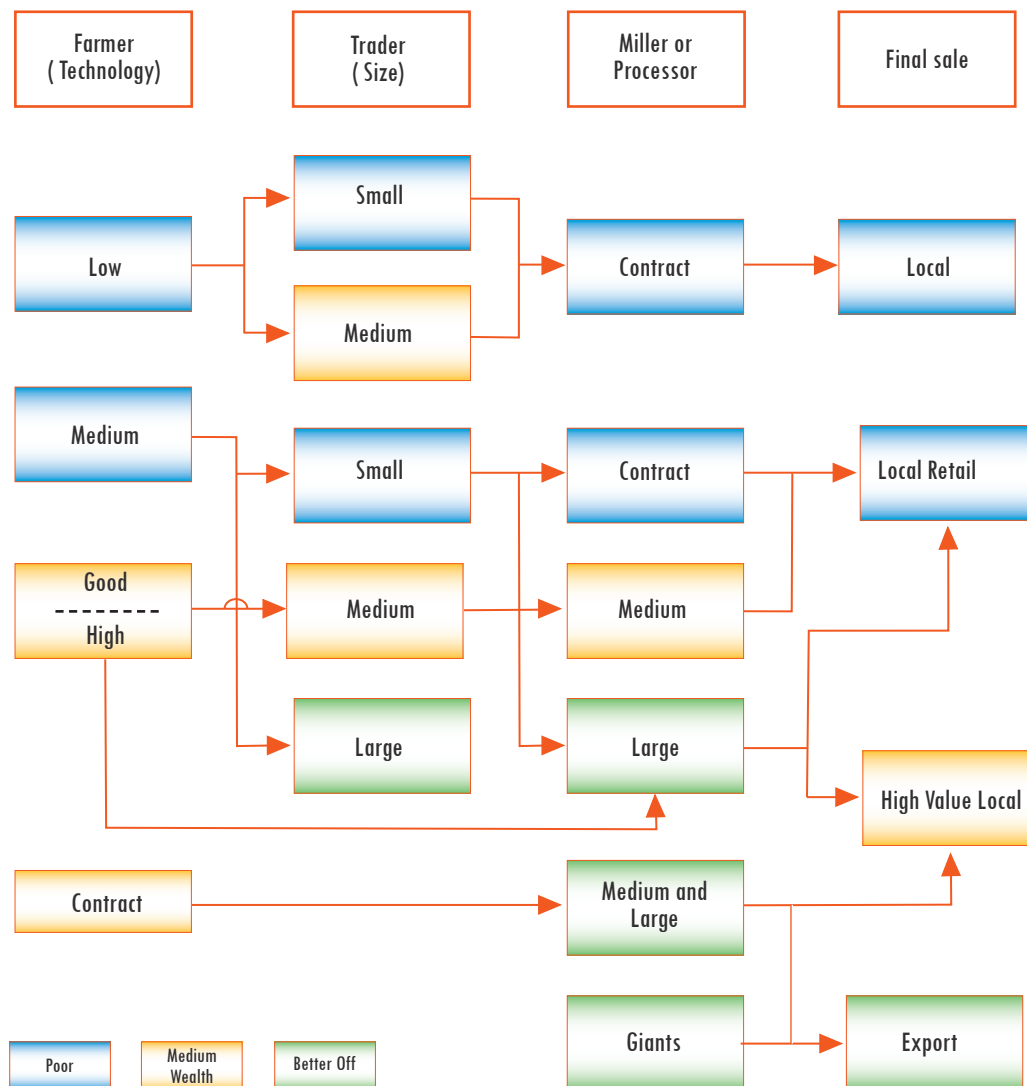 Farmer
( Technology)
Trader
( Size)
Miller or
Processor
Final sale
Small
Low
Contract
Local
Medium
Medium
Small
Contract
Local Retail
Good
High
Medium
Medium
Large
Large
High Value Local
Contract
Medium and
Large
Giants
Export
Poor
Medium
Wealth
Better Off